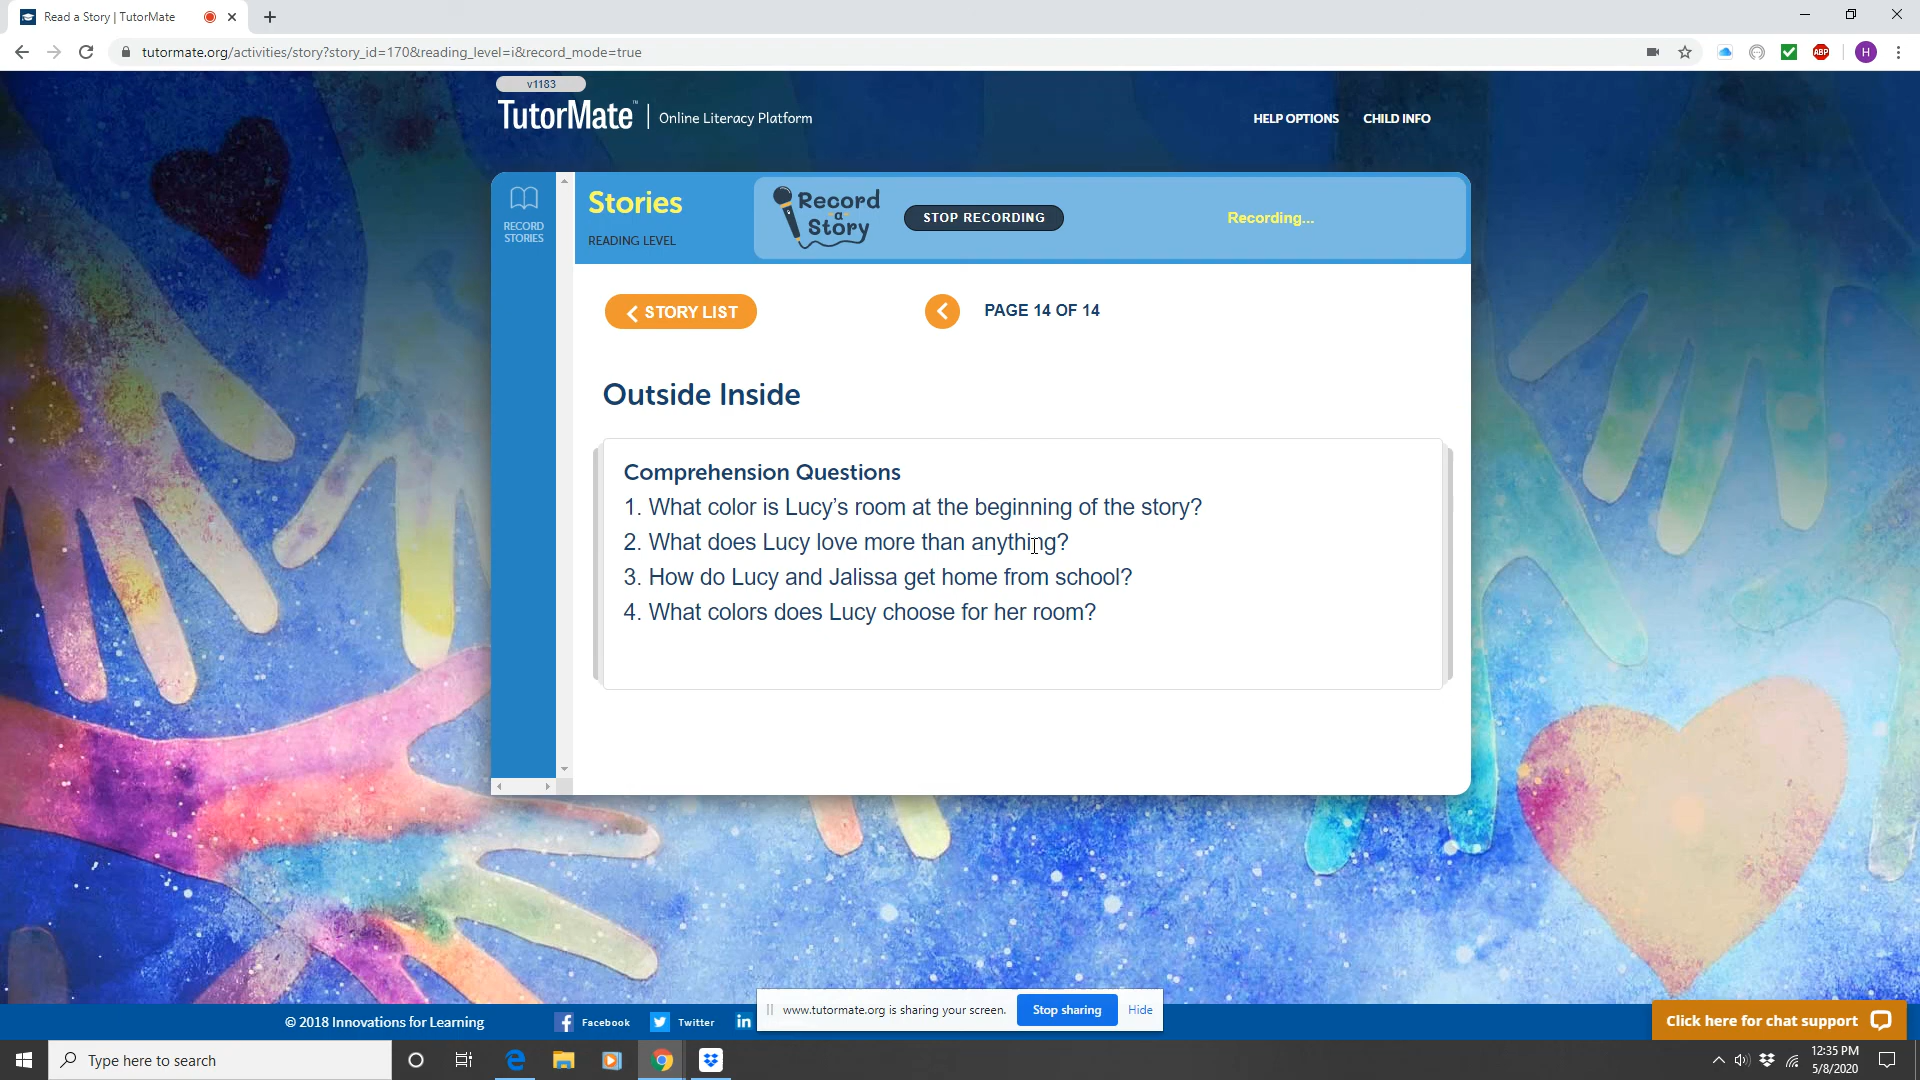 Read a Story | TutorMate
tutormate.org/activities/story?story_id=170&reading_level=i&record_mode=true
ABP
H
v1183
TutorMate™ | Online Literacy Platform
HELP OPTIONS
CHILD INFO
RECORD
STORIES
Stories
READING LEVEL
Record
a
Story
STOP RECORDING
Recording...
STORY LIST
PAGE 14 OF 14
Outside Inside
Comprehension Questions
1. What color is Lucy’s room at the beginning of the story?
2. What does Lucy love more than anything?
3. How do Lucy and Jalissa get home from school?
4. What colors does Lucy choose for her room?
© 2018 Innovations for Learning
Facebook
Twitter
in
www.tutormate.org is sharing your screen.
Stop sharing
Hide
Click here for chat support
Type here to search
12:35 PM
5/8/2020